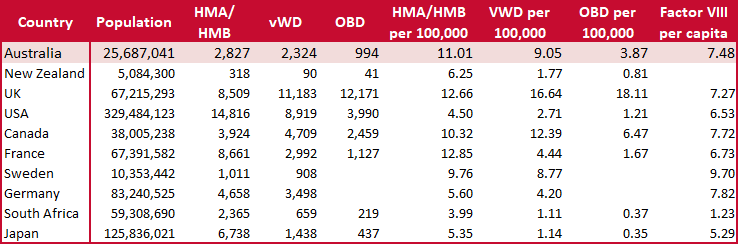 Country Population HMA/ HMB vWD OBD HMA/HMB per 100,000 VWD per 100,000 OBD per 100,000 Factor VIII per capita
Australia 25,687,041 2,827 2,324 994 11.01 9.05 3.87 7.48
New Zealand 5,084,300 318 90 41 6.25 1.77 0.81
UK 67,215,293 8,509 11,183 12,171 12.66 16.64 18.11 7.27
USA 329,484,123 14,816 8,919 3,990 4.50 2.71 1.21 6.53
Canada 38,005,238 3,924 4,709 2,459 10.32 12.39 6.47 7.72
France 67,391,582 8,661 2,992 1,127 12.85 4.44 1.67 6.73
Sweden 10,353,442 1,011 908 9.76 8.77 9.70
Germany 83,240,525 4,658 3,498 5.60 4.20 7.82
South Africa 59,308,690 2,365 659 219 3.99 1.11 0.37 1.23
Japan 125,836,021 6,738 1,438 437 5.35 1.14 0.35 5.29